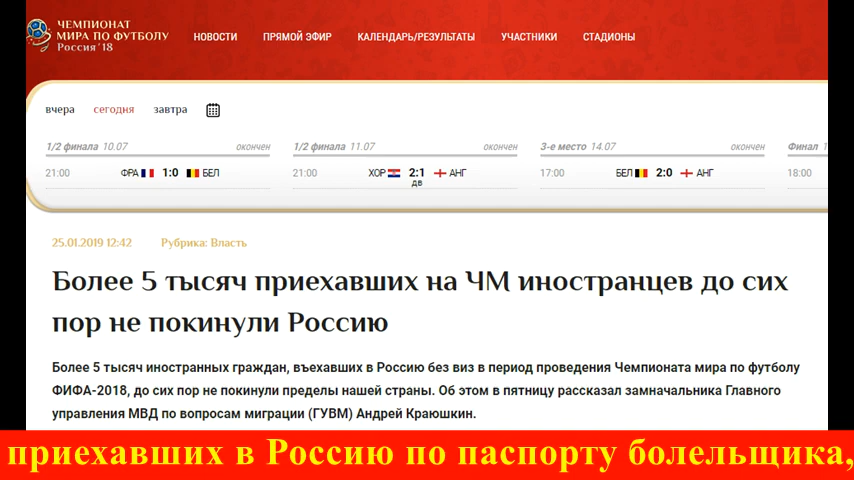 ЧЕМПИОНАТ
МИРА ПО ФУТБОЛУ
Россия'18
НОВОСТИ ПРЯМОЙ ЭФИР КАЛЕНДАРЬ/РЕЗУЛЬТАТЫ УЧАСТНИКИ СТАДИОНЫ
вчера сегодня завтра
1/2 финала 10.07 окончен 1/2 финала 11.07 окончен 3-е место 14.07 окончен Финал
21:00 ФРА 1:0 БЕЛ 21:00 ХОР 2:1 АНГ 17:00 БЕЛ 2:0 АНГ 18:00
дв
25.01.2019 12:42 Рубрика: Власть
Более 5 тысяч приехавших на ЧМ иностранцев до сих
пор не покинули Россию
Более 5 тысяч иностранных граждан, въехавших в Россию без виз в период проведения Чемпионата мира по футболу
ФИФА-2018, до сих пор не покинули пределы нашей страны. Об этом в пятницу рассказал замначальника Главного
управления МВД по вопросам миграции (ГУВМ) Андрей Краюшкин.
приехавших в Россию по паспорту болельщика,